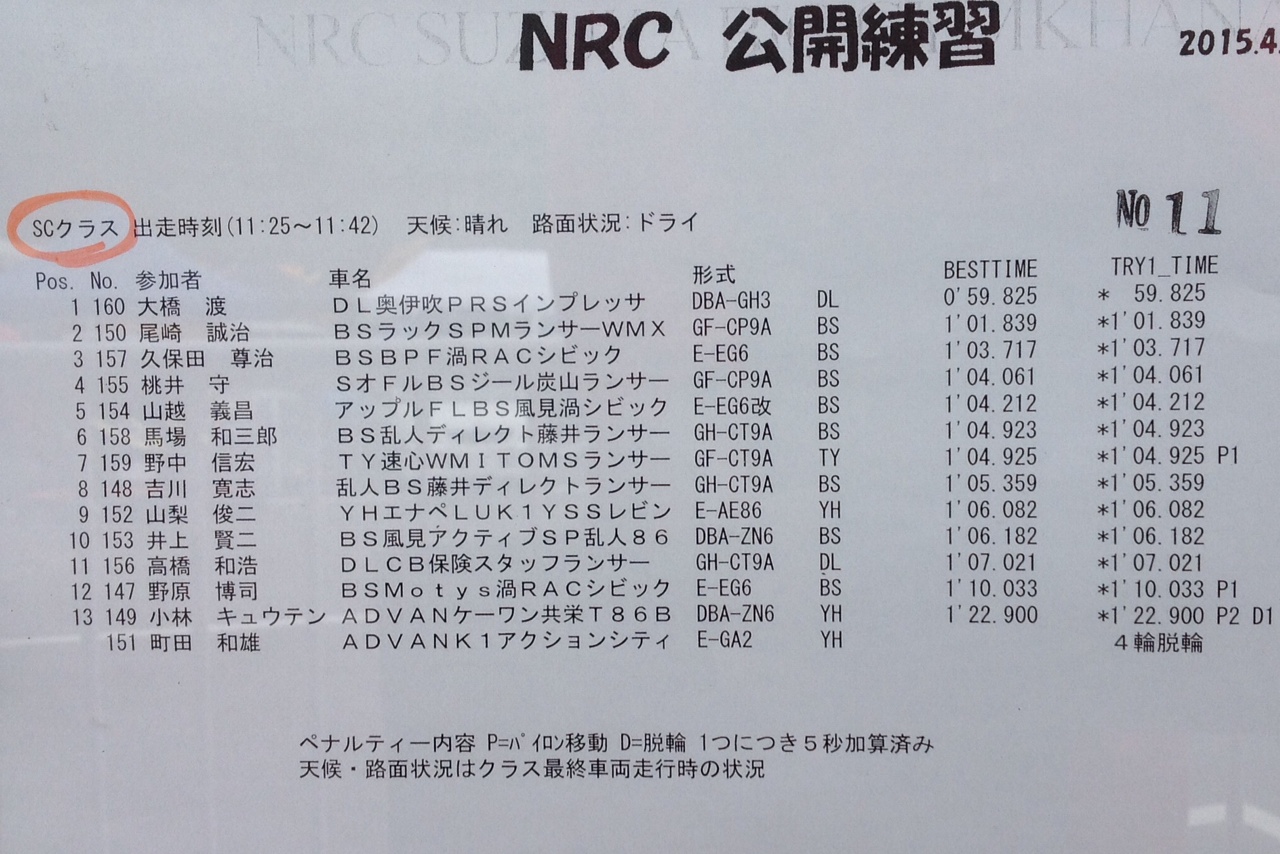 NRC 公開練習
2015.4.
No 11
SCクラス 出走時刻(11:25～11:42) 天候:晴れ 路面状況:ドライ
Pos. No. 参加者 車名 形式 BESTTIME TRY1_TIME
1 160 大橋 渡 ＤＬ奥伊吹ＰＲＳインプレッサ DBA-GH3 DL 0'59.825 * 59.825
2 150 尾崎 誠治 ＢＳラックＳＰＭランサーＷＭＸ GF-CP9A BS 1'01.839 *1'01.839
3 157 久保田 尊治 ＢＳＢＰＦ渦ＲＡＣシビック E-EG6 BS 1'03.717 *1'03.717
4 155 桃井 守 ＳオＦルＢＳジール炭山ランサー GF-CP9A BS 1'04.061 *1'04.061
5 154 山越 義昌 アップルＦＬＢＳ風見渦シビック E-EG6改 BS 1'04.212 *1'04.212
6 158 馬場 和三郎 ＢＳ乱人ディレクト藤井ランサー GH-CT9A BS 1'04.923 *1'04.923
7 159 野中 信宏 ＴＹ速心ＷＭＩＴＯＭＳランサー GF-CT9A TY 1'04.925 *1'04.925 P1
8 148 吉川 寛志 乱人ＢＳ藤井ディレクトランサー GH-CT9A BS 1'05.359 *1'05.359
9 152 山梨 俊二 ＹＨエナペＬＵＫ１ＹＳＳレビン E-AE86 YH 1'06.082 *1'06.082
10 153 井上 賢二 ＢＳ風見アクティブＳＰ乱人８６ DBA-ZN6 BS 1'06.182 *1'06.182
11 156 高橋 和浩 ＤＬＣＢ保険スタッフランサー GH-CT9A DL 1'07.021 *1'07.021
12 147 野原 博司 ＢＳＭｏｔｙｓ渦ＲＡＣシビック E-EG6 BS 1'10.033 *1'10.033 P1
13 149 小林 キュウテン ＡＤＶＡＮケーワン共栄Ｔ８６Ｂ DBA-ZN6 YH 1'22.900 *1'22.900 P2 D1
151 町田 和雄 ＡＤＶＡＮＫ１アクションシティ E-GA2 YH ４輪脱輪
ペナルティー内容 P=ﾊﾟｲﾛﾝ移動 D=脱輪 1つにつき５秒加算済み
天候・路面状況はクラス最終車両走行時の状況